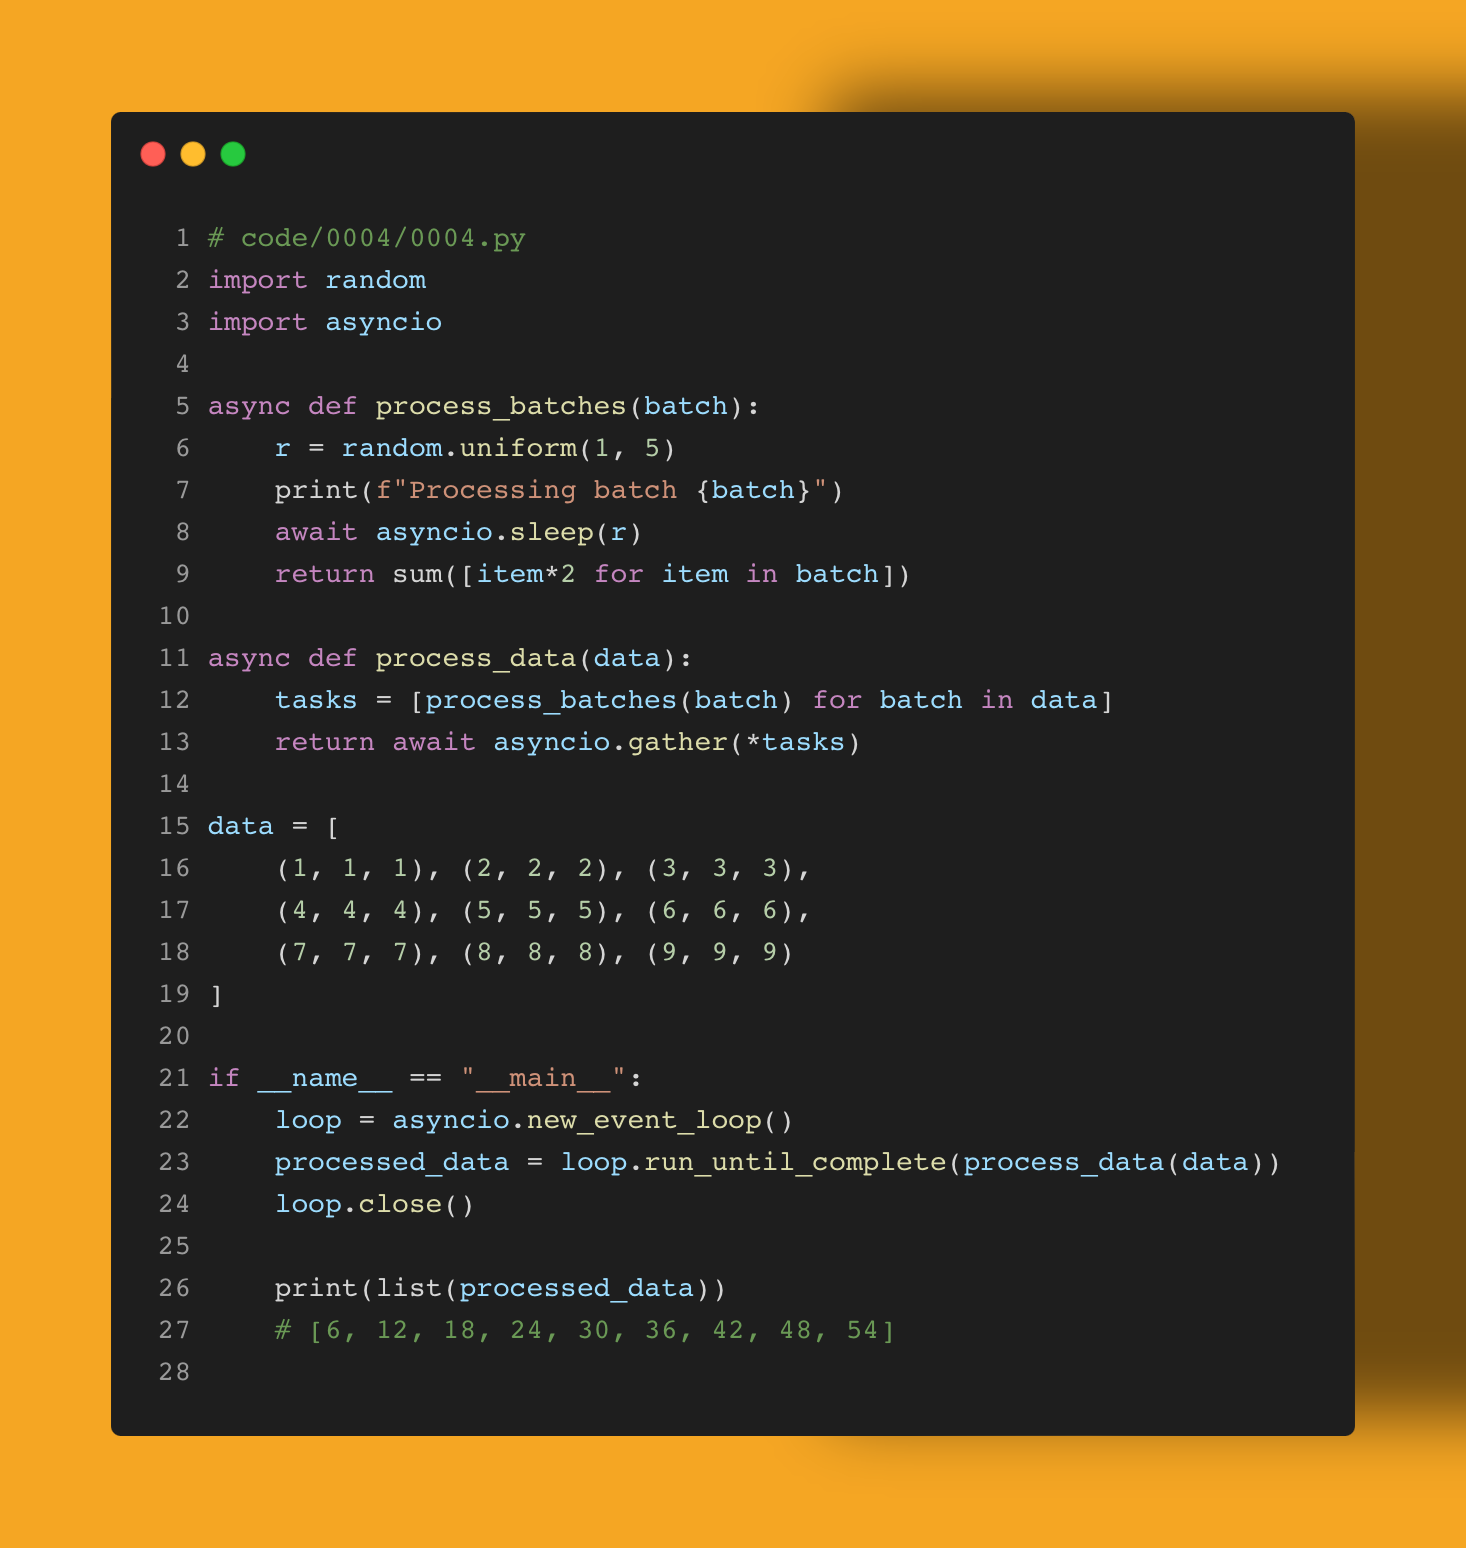 1 # code/0004/0004.py
2 import random
3 import asyncio
4
5 async def process_batches(batch):
6     r = random.uniform(1, 5)
7     print(f"Processing batch {batch}")
8     await asyncio.sleep(r)
9     return sum([item*2 for item in batch])
10
11 async def process_data(data):
12     tasks = [process_batches(batch) for batch in data]
13     return await asyncio.gather(*tasks)
14
15 data = [
16     (1, 1, 1), (2, 2, 2), (3, 3, 3),
17     (4, 4, 4), (5, 5, 5), (6, 6, 6),
18     (7, 7, 7), (8, 8, 8), (9, 9, 9)
19 ]
20
21 if __name__ == "__main__":
22     loop = asyncio.new_event_loop()
23     processed_data = loop.run_until_complete(process_data(data))
24     loop.close()
25
26     print(list(processed_data))
27     # [6, 12, 18, 24, 30, 36, 42, 48, 54]
28